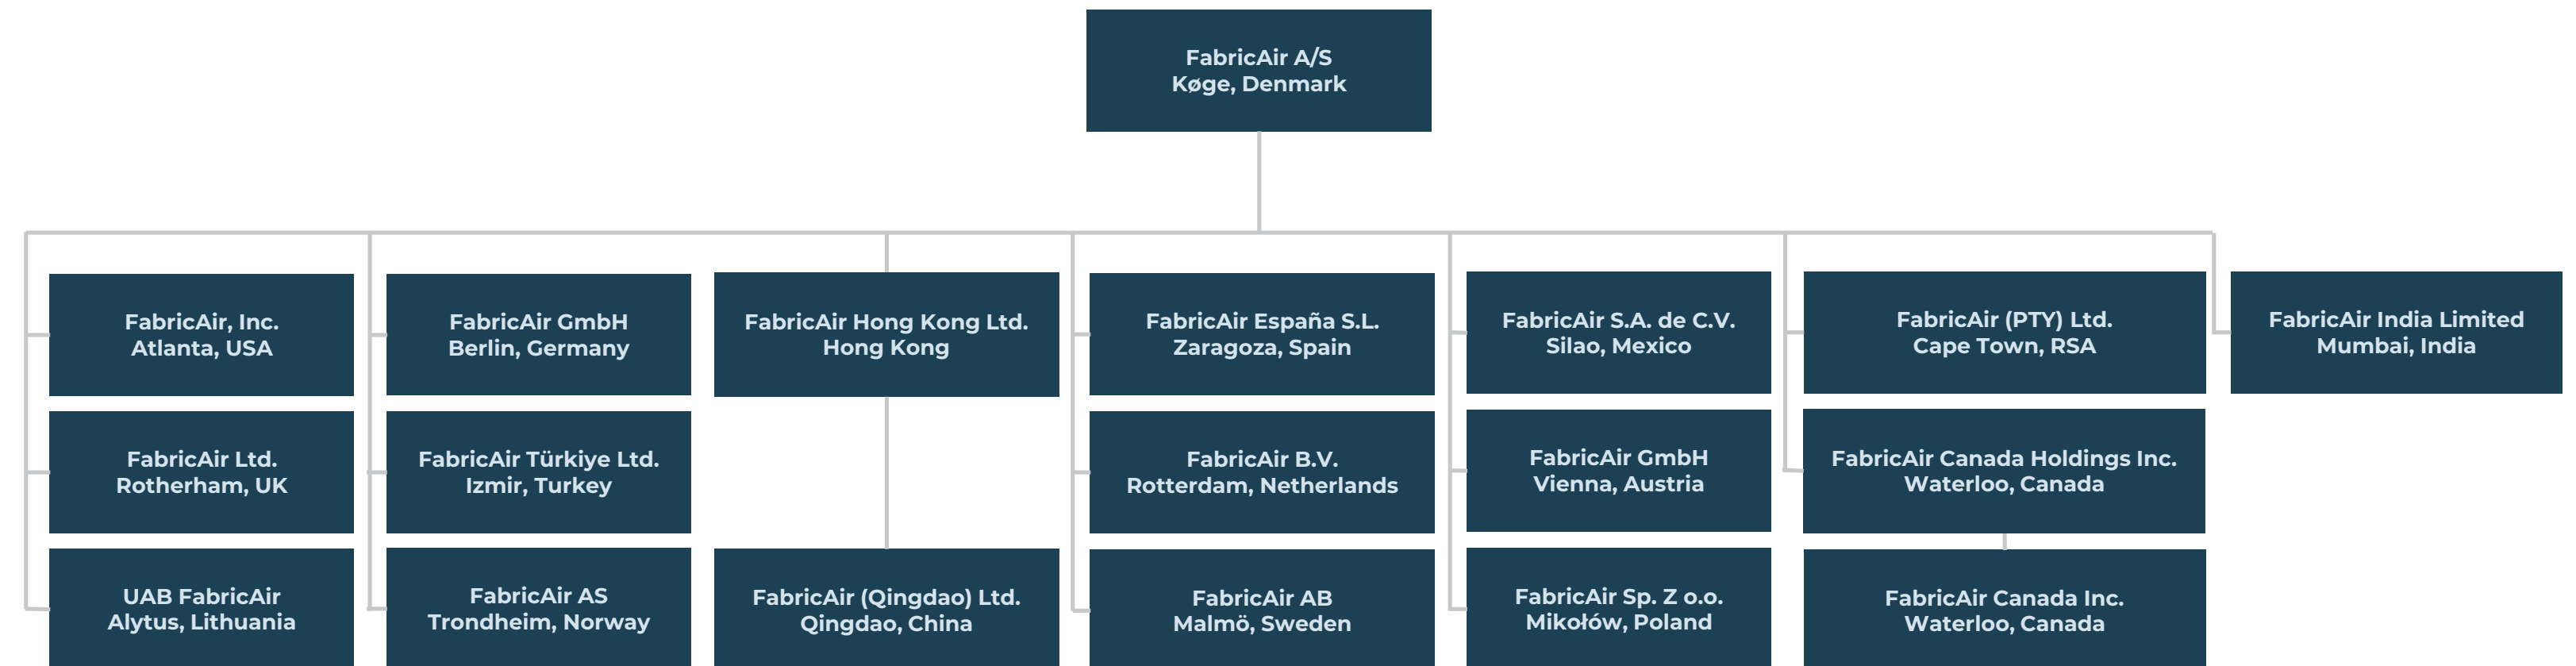 FabricAir A/S
Køge, Denmark
FabricAir, Inc.
Atlanta, USA
FabricAir GmbH
Berlin, Germany
FabricAir Hong Kong Ltd.
Hong Kong
FabricAir España S.L.
Zaragoza, Spain
FabricAir S.A. de C.V.
Silao, Mexico
FabricAir (PTY) Ltd.
Cape Town, RSA
FabricAir India Limited
Mumbai, India
FabricAir Ltd.
Rotherham, UK
FabricAir Türkiye Ltd.
Izmir, Turkey
FabricAir B.V.
Rotterdam, Netherlands
FabricAir GmbH
Vienna, Austria
FabricAir Canada Holdings Inc.
Waterloo, Canada
UAB FabricAir
Alytus, Lithuania
FabricAir AS
Trondheim, Norway
FabricAir (Qingdao) Ltd.
Qingdao, China
FabricAir AB
Malmö, Sweden
FabricAir Sp. Z o.o.
Mikołów, Poland
FabricAir Canada Inc.
Waterloo, Canada